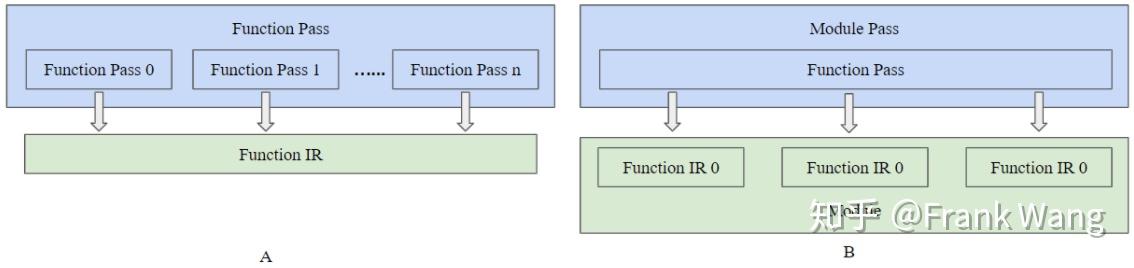 Function Pass
Function Pass 0
Function Pass 1
......
Function Pass n
Function IR
A
Module Pass
Function Pass
Function IR 0
Function IR 0
Function IR 0
Module
知乎 @Frank Wang
B